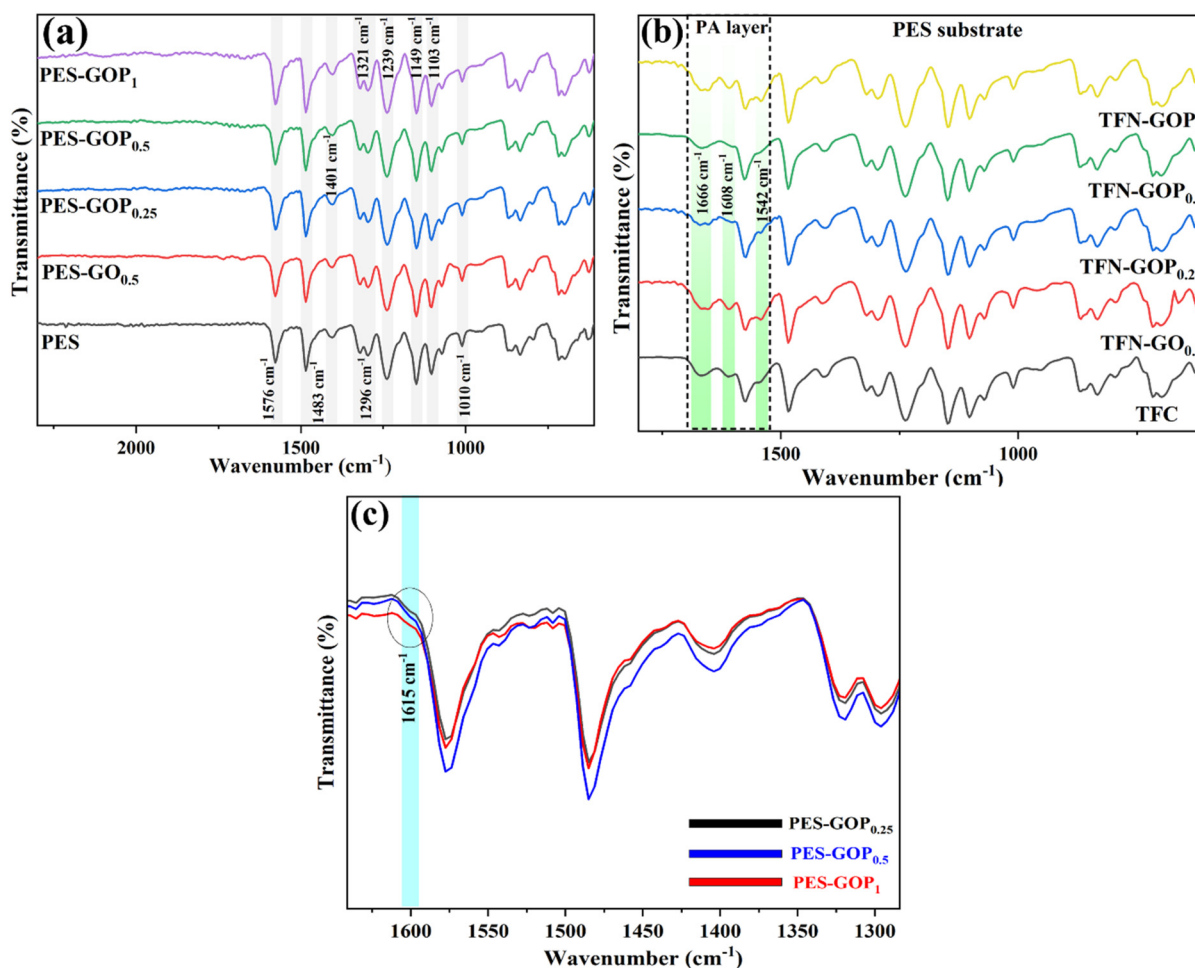 (a)
PES-GOP₁
PES-GOP₀.₅
PES-GOP₀.₂₅
PES-GO₀.₅
PES
1321 cm⁻¹
1239 cm⁻¹
1149 cm⁻¹
1103 cm⁻¹
1401 cm⁻¹
1576 cm⁻¹
1483 cm⁻¹
1296 cm⁻¹
1010 cm⁻¹
Transmittance (%)
2000 1500 1000
Wavenumber (cm⁻¹)
(b)
PA layer
PES substrate
TFN-GOP
TFN-GOP₀.
TFN-GOP₀.₂
TFN-GO₀.
TFC
1666 cm⁻¹
1608 cm⁻¹
1542 cm⁻¹
Transmittance (%)
1500 1000
Wavenumber (cm⁻¹)
(c)
1615 cm⁻¹
PES-GOP₀.₂₅
PES-GOP₀.₅
PES-GOP₁
Transmittance (%)
1600 1550 1500 1450 1400 1350 1300
Wavenumber (cm⁻¹)